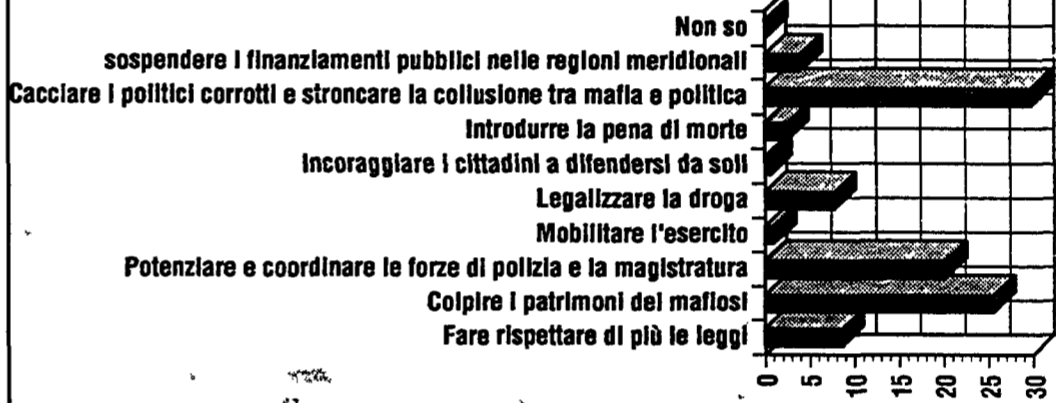 Non so
sospendere i finanziamenti pubblici nelle regioni meridionali
Cacciare i politici corrotti e stroncare la collusione tra mafia e politica
Introdurre la pena di morte
Incoraggiare i cittadini a difendersi da soli
Legalizzare la droga
Mobilitare l'esercito
Potenziare e coordinare le forze di polizia e la magistratura
Colpire i patrimoni dei mafiosi
Fare rispettare di più le leggi
0 5 10 15 20 25 30